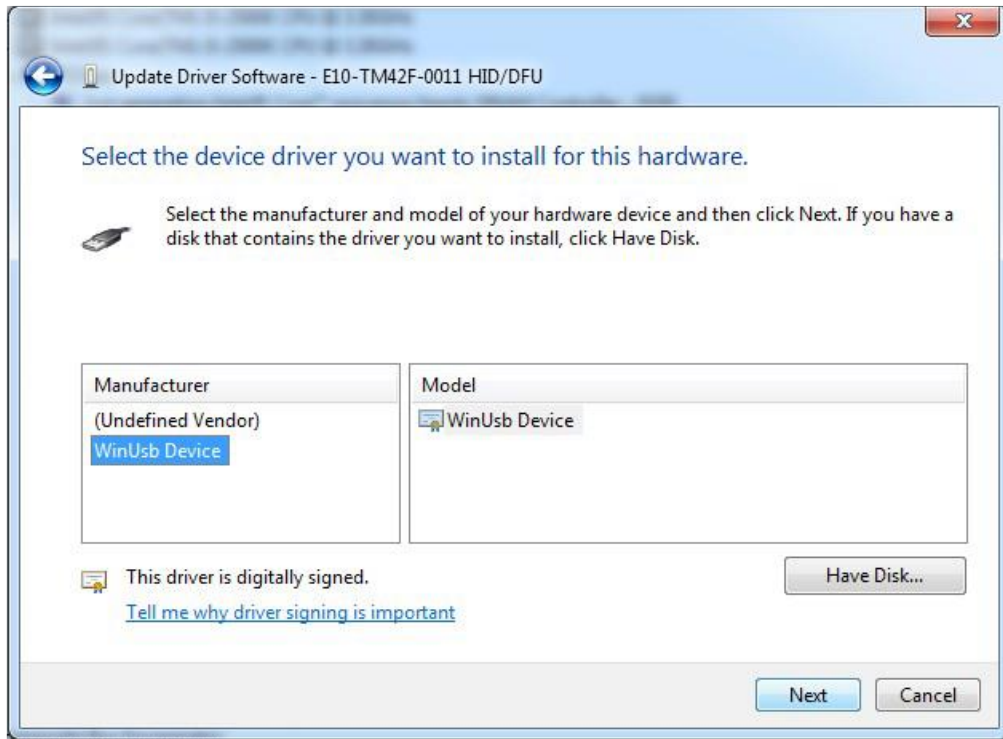 Update Driver Software - E10-TM42F-0011 HID/DFU
Select the device driver you want to install for this hardware.
Select the manufacturer and model of your hardware device and then click Next. If you have a
disk that contains the driver you want to install, click Have Disk.
Manufacturer
(Undefined Vendor)
WinUsb Device
Model
WinUsb Device
This driver is digitally signed.
Tell me why driver signing is important
Have Disk...
Next
Cancel